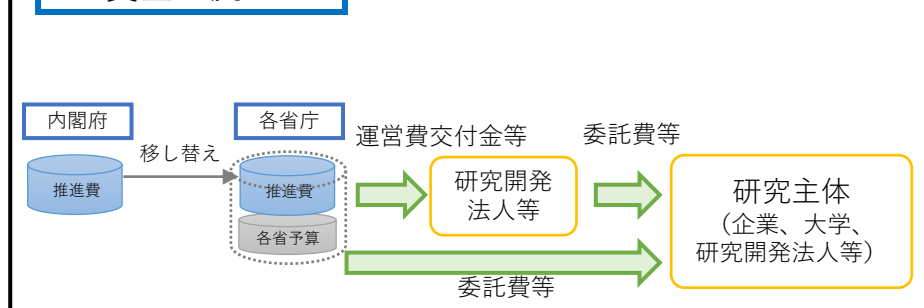 内閣府
各省庁
運営費交付金等
委託費等
移し替え
推進費
推進費
各省予算
研究開発
法人等
研究主体
（企業、大学、
研究開発法人等）
委託費等